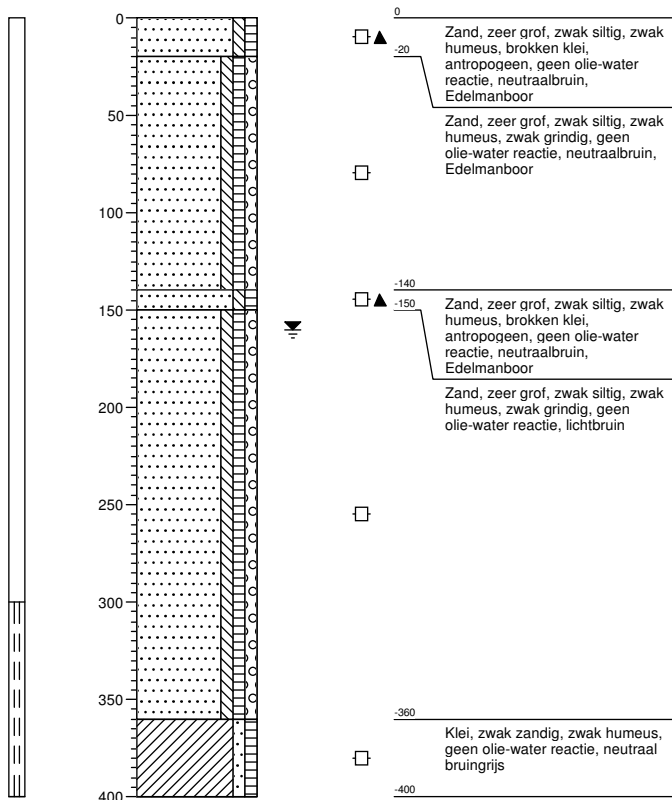 0
50
100
150
200
250
300
350
400
0
Zand, zeer grof, zwak siltig, zwak
humeus, brokken klei,
antropogeen, geen olie-water
reactie, neutraalbruin,
Edelmanboor
-20
Zand, zeer grof, zwak siltig, zwak
humeus, zwak grindig, geen
olie-water reactie, neutraalbruin,
Edelmanboor
-140
Zand, zeer grof, zwak siltig, zwak
humeus, brokken klei,
antropogeen, geen olie-water
reactie, neutraalbruin,
Edelmanboor
-150
Zand, zeer grof, zwak siltig, zwak
humeus, zwak grindig, geen
olie-water reactie, lichtbruin
-360
Klei, zwak zandig, zwak humeus,
geen olie-water reactie, neutraal
bruingrijs
-400